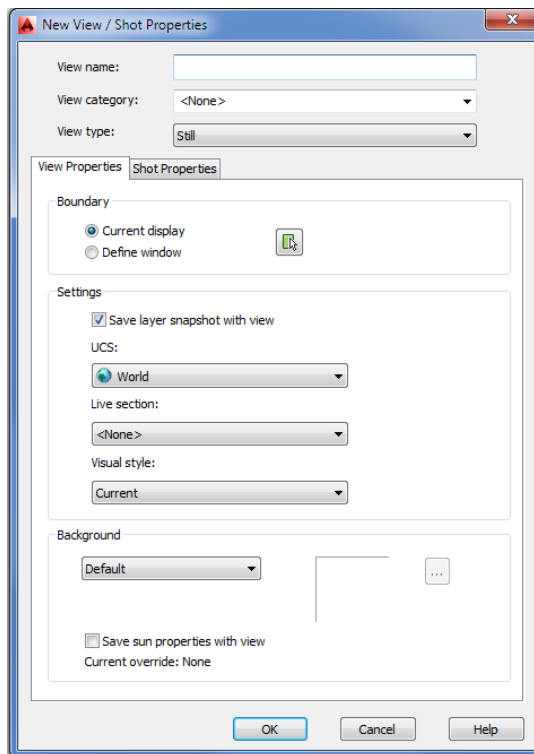 New View / Shot Properties
View name:
View category: <None>
View type: Still
View Properties Shot Properties
Boundary
Current display
Define window
Settings
Save layer snapshot with view
UCS:
World
Live section:
<None>
Visual style:
Current
Background
Default
...
Save sun properties with view
Current override: None
OK Cancel Help